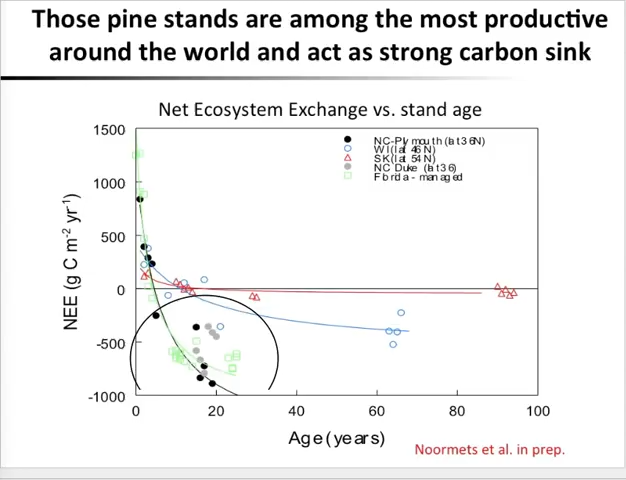 Those pine stands are among the most productive
around the world and act as strong carbon sink
Net Ecosystem Exchange vs. stand age
1500
1000
500
0
-500
-1000
NEE (g C m-2 yr-1)
NC-Plymouth (lat 36N)
WI (lat 46 N)
SK (lat 54 N)
NC Duke (lat 36)
Florida - managed
0 20 40 60 80 100
Age (years)
Noormets et al. in prep.